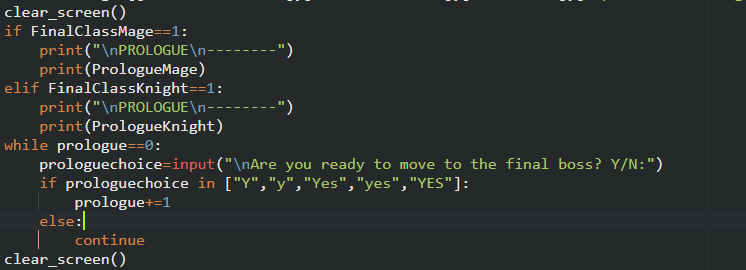 clear_screen()
if FinalClassMage==1:
    print("\nPROLOGUE\n--------")
    print(PrologueMage)
elif FinalClassKnight==1:
    print("\nPROLOGUE\n--------")
    print(PrologueKnight)
while prologue==0:
    prologuechoice=input("\nAre you ready to move to the final boss? Y/N:")
    if prologuechoice in ["Y","y","Yes","yes","YES"]:
        prologue+=1
    else:
        continue
clear_screen()